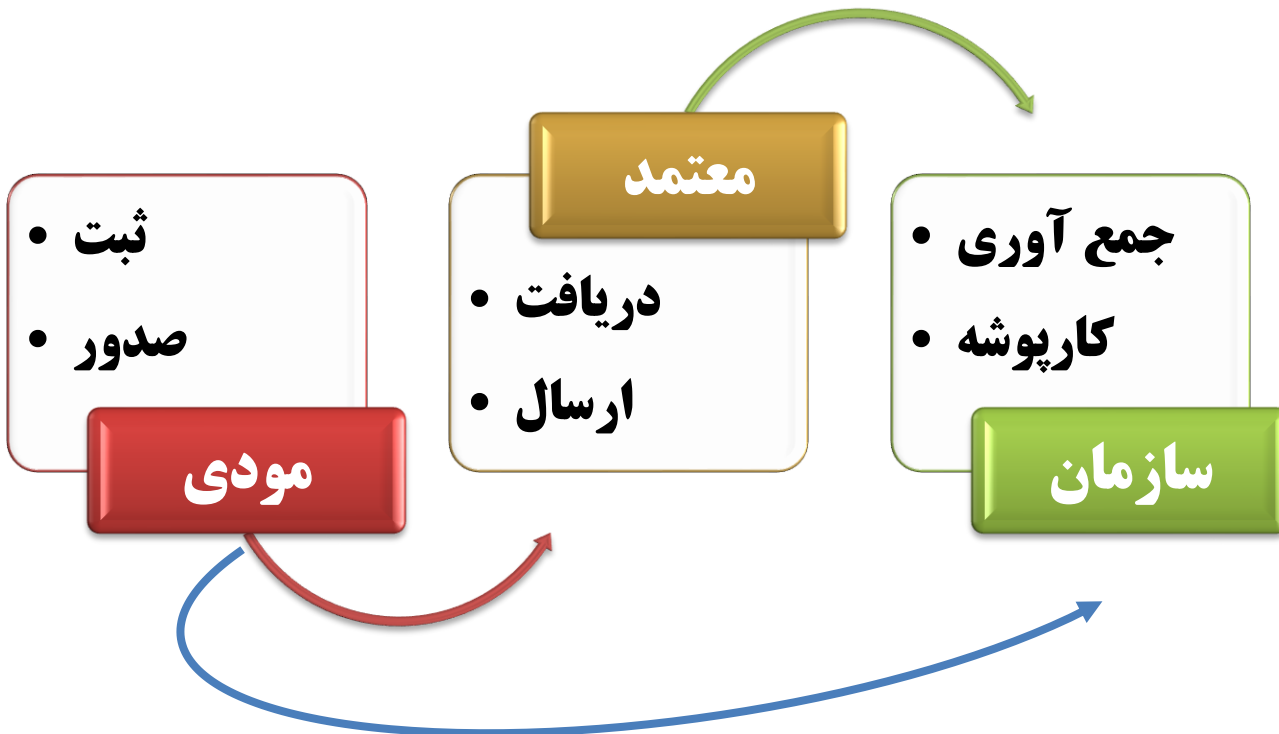 ثبت
صدور
مودی
معتمد
دریافت
ارسال
جمع آوری
کارپوشه
سازمان